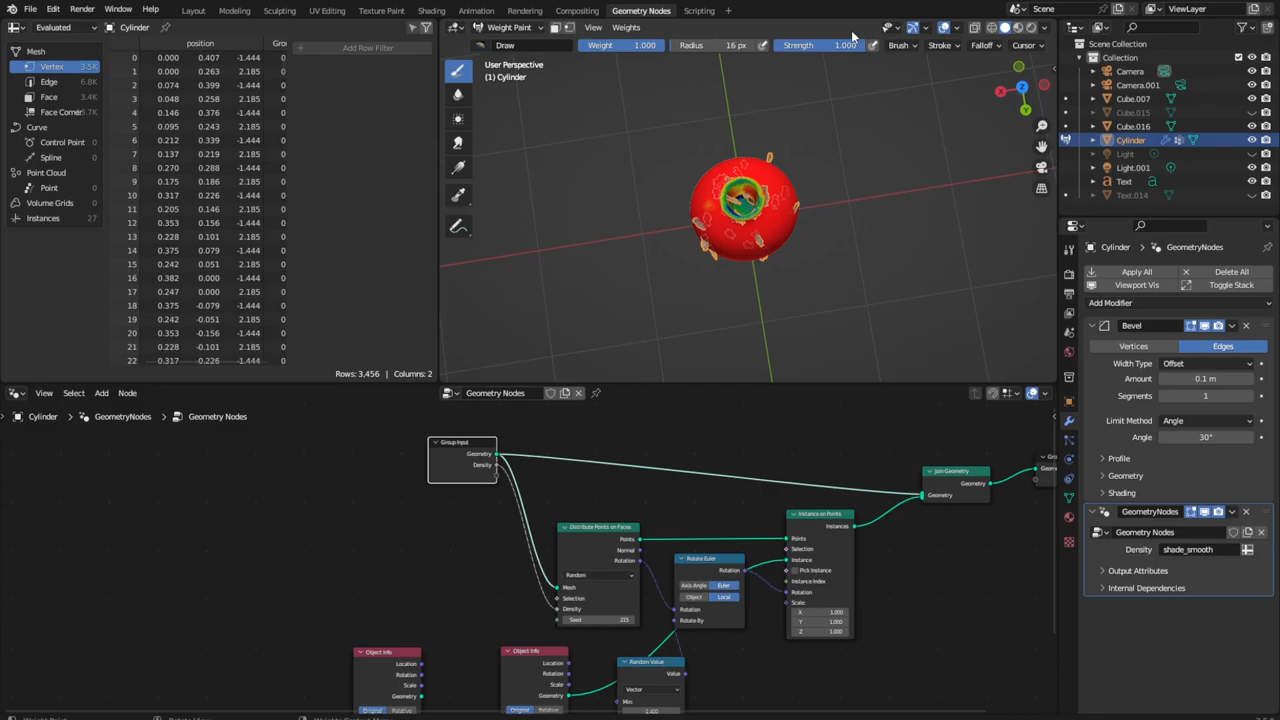 File Edit Render Window Help Layout Modeling Sculpting UV Editing Texture Paint Shading Animation Rendering Compositing Geometry Nodes Scripting Scene ViewLayer
Evaluated Cylinder
Mesh
Vertex 3.5K
Edge 6.8K
Face 3.4K
Face Corner
Curve
Control Point
Spline
Point Cloud
Point
Volume Grids
Instances 27
position Gro
0 0.000 0.407 -1.444 0
1 0.000 0.263 2.185 0
2 0.074 0.399 -1.444 0
3 0.048 0.258 2.185 0
4 0.146 0.376 -1.444 0
5 0.095 0.243 2.185 0
6 0.212 0.339 -1.444 0
7 0.137 0.219 2.185 0
8 0.270 0.288 -1.444 0
9 0.175 0.186 2.185 0
10 0.317 0.226 -1.444 0
11 0.205 0.146 2.185 0
12 0.353 0.156 -1.444 0
13 0.228 0.101 2.185 0
14 0.375 0.079 -1.444 0
15 0.242 0.051 2.185 0
16 0.382 0.000 -1.444 0
17 0.247 0.000 2.185 0
18 0.375 -0.079 -1.444 0
19 0.242 -0.051 2.185 0
20 0.353 -0.156 -1.444 0
21 0.228 -0.101 2.185 0
22 0.317 -0.226 -1.444 0
Add Row Filter
Rows: 3,456 | Columns: 2
Weight Paint View Weights
Draw Weight 1.000 Radius 16 px Strength 1.000 Brush Stroke Falloff Cursor
User Perspective
(1) Cylinder
X
Y
Z
Scene Collection
Collection
Camera
Camera.001
Cube.007
Cube.015
Cube.016
Cylinder
Light
Light.001
Text
Text.014
Cylinder GeometryNodes
Apply All Delete All
Viewport Vis Toggle Stack
Add Modifier
Bevel
Vertices Edges
Width Type Offset
Amount 0.1 m
Segments 1
Limit Method Angle
Angle 30°
Profile
Geometry
Shading
GeometryNodes
Geometry Nodes
Density shade_smooth
Output Attributes
Internal Dependencies
View Select Add Node Geometry Nodes
Cylinder GeometryNodes Geometry Nodes
Group Input
Geometry
Density
Distribute Points on Faces
Points
Normal
Rotation
Random
Mesh
Selection
Density
Seed 215
Rotate Euler
Rotation
Axis Angle Euler
Object Local
Rotation
Rotate By
Instance on Points
Instances
Points
Selection
Instance
Pick Instance
Instance Index
Rotation
Scale:
X 1.000
Y 1.000
Z 1.000
Join Geometry
Geometry
Geometry
Object Info
Location
Rotation
Scale
Geometry
Original Relative
Object Info
Location
Rotation
Scale
Geometry
Original Relative
Random Value
Value
Vector
Min: